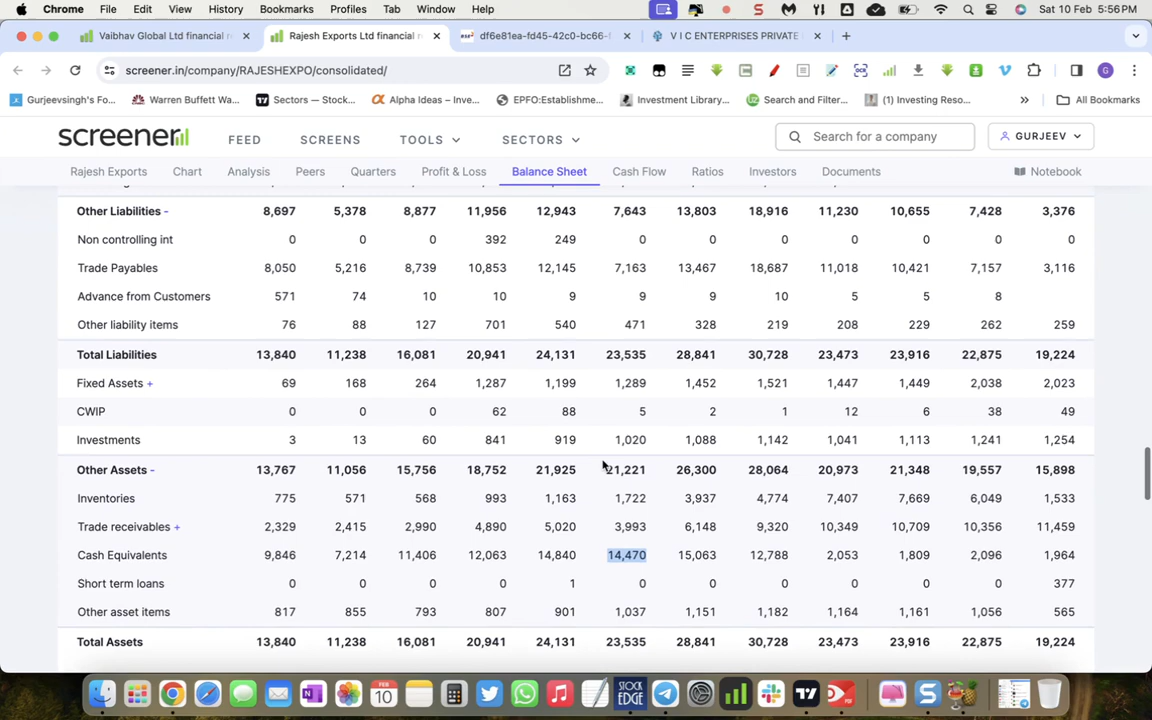 Chrome File Edit View History Bookmarks Profiles Tab Window Help Sat 10 Feb 5:56 PM
Vaibhav Global Ltd financial r × Rajesh Exports Ltd financial r × df6e81ea-fd45-42c0-bc66-f × V I C ENTERPRISES PRIVATE × +
screener.in/company/RAJESHEXPO/consolidated/
Gurjeevsingh's Fo... Warren Buffett Wa... Sectors — Stock... Alpha Ideas – Inve... EPFO:Establishme... Investment Library... Search and Filter... (1) Investing Reso... » All Bookmarks
screener FEED SCREENS TOOLS SECTORS Search for a company GURJEEV
Rajesh Exports Chart Analysis Peers Quarters Profit & Loss Balance Sheet Cash Flow Ratios Investors Documents Notebook
Other Liabilities - 8,697 5,378 8,877 11,956 12,943 7,643 13,803 18,916 11,230 10,655 7,428 3,376
Non controlling int 0 0 0 392 249 0 0 0 0 0 0 0
Trade Payables 8,050 5,216 8,739 10,853 12,145 7,163 13,467 18,687 11,018 10,421 7,157 3,116
Advance from Customers 571 74 10 10 9 9 9 10 5 5 8
Other liability items 76 88 127 701 540 471 328 219 208 229 262 259
Total Liabilities 13,840 11,238 16,081 20,941 24,131 23,535 28,841 30,728 23,473 23,916 22,875 19,224
Fixed Assets + 69 168 264 1,287 1,199 1,289 1,452 1,521 1,447 1,449 2,038 2,023
CWIP 0 0 0 62 88 5 2 1 12 6 38 49
Investments 3 13 60 841 919 1,020 1,088 1,142 1,041 1,113 1,241 1,254
Other Assets - 13,767 11,056 15,756 18,752 21,925 21,221 26,300 28,064 20,973 21,348 19,557 15,898
Inventories 775 571 568 993 1,163 1,722 3,937 4,774 7,407 7,669 6,049 1,533
Trade receivables + 2,329 2,415 2,990 4,890 5,020 3,993 6,148 9,320 10,349 10,709 10,356 11,459
Cash Equivalents 9,846 7,214 11,406 12,063 14,840 14,470 15,063 12,788 2,053 1,809 2,096 1,964
Short term loans 0 0 0 0 1 0 0 0 0 0 0 377
Other asset items 817 855 793 807 901 1,037 1,151 1,182 1,164 1,161 1,056 565
Total Assets 13,840 11,238 16,081 20,941 24,131 23,535 28,841 30,728 23,473 23,916 22,875 19,224
STOCK EDGE